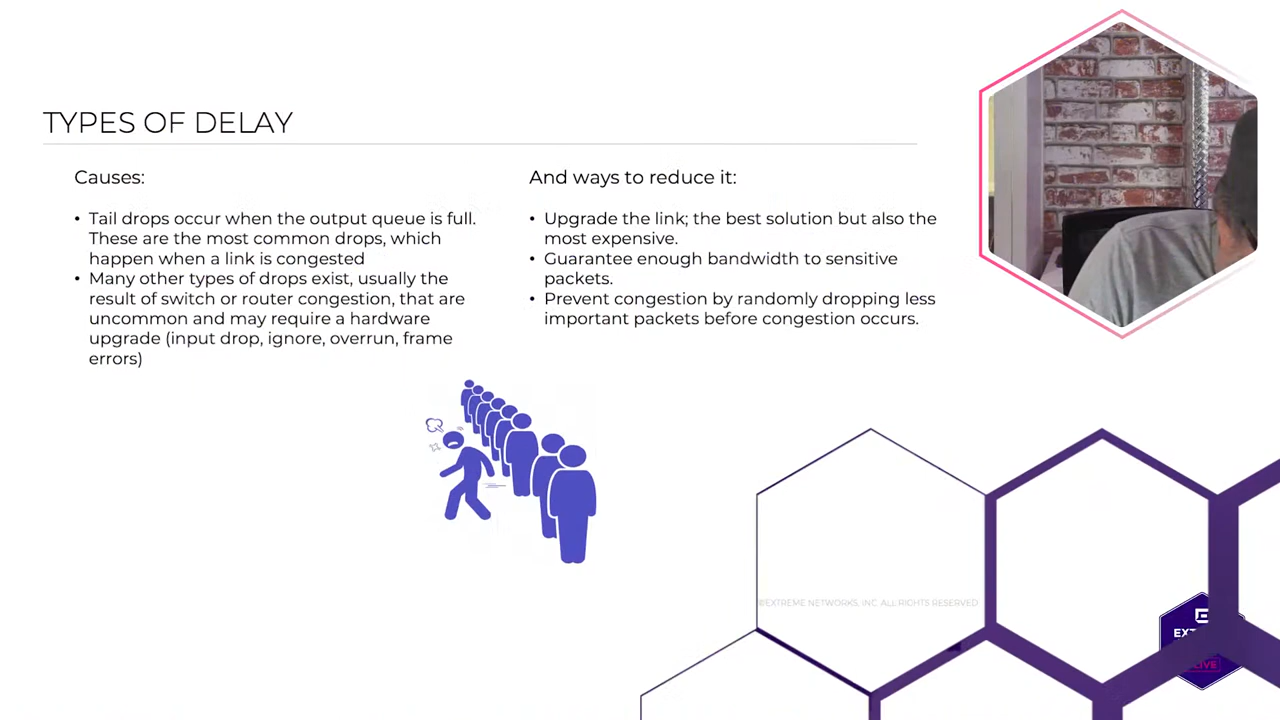 TYPES OF DELAY
Causes:
• Tail drops occur when the output queue is full.
These are the most common drops, which
happen when a link is congested
• Many other types of drops exist, usually the
result of switch or router congestion, that are
uncommon and may require a hardware
upgrade (input drop, ignore, overrun, frame
errors)
And ways to reduce it:
• Upgrade the link; the best solution but also the
most expensive.
• Guarantee enough bandwidth to sensitive
packets.
• Prevent congestion by randomly dropping less
important packets before congestion occurs.
©EXTREME NETWORKS, INC. ALL RIGHTS RESERVED